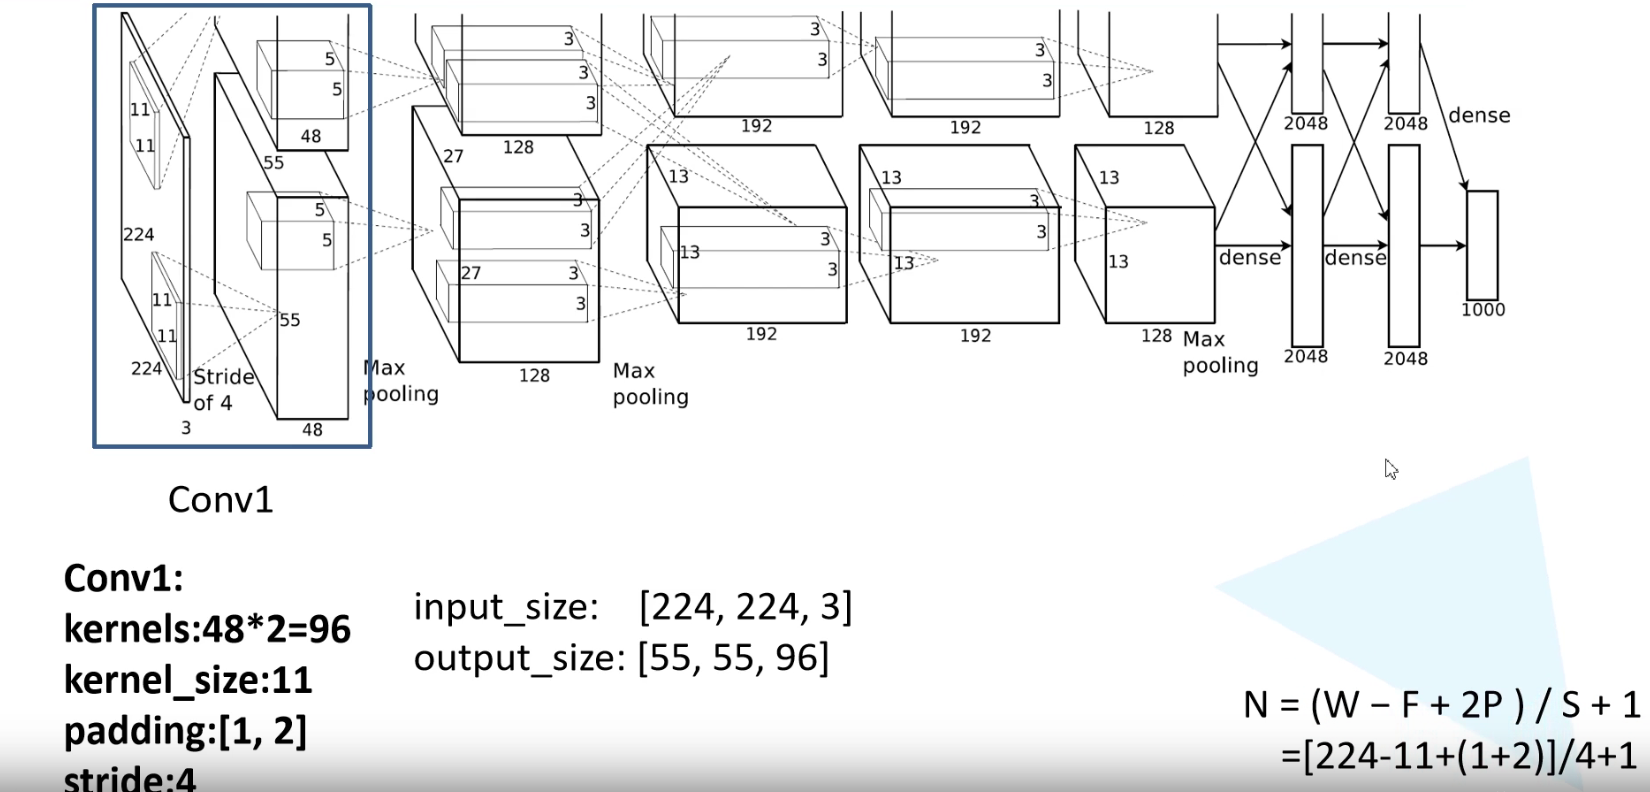 11
11
224
11
11
224
3
Stride
of 4
5
5
48
55
5
5
55
48
Max
pooling
3
3
3
128
27
3
3
27
3
3
128
Max
pooling
3
3
192
13
13
3
3
192
3
3
192
13
3
3
13
192
128
13
13
128
Max
pooling
2048
2048
dense
dense
dense
2048
2048
1000
Conv1
Conv1:
kernels:48*2=96
kernel_size:11
padding:[1, 2]
stride:4
input_size: [224, 224, 3]
output_size: [55, 55, 96]
N = (W − F + 2P ) / S + 1
=[224-11+(1+2)]/4+1